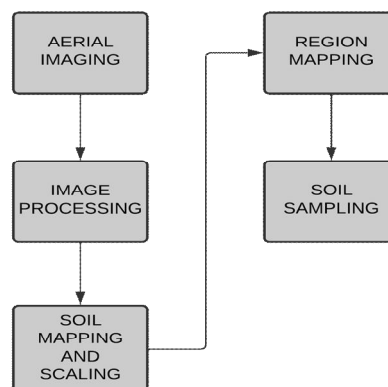 AERIAL
IMAGING
IMAGE
PROCESSING
SOIL
MAPPING
AND
SCALING
REGION
MAPPING
SOIL
SAMPLING